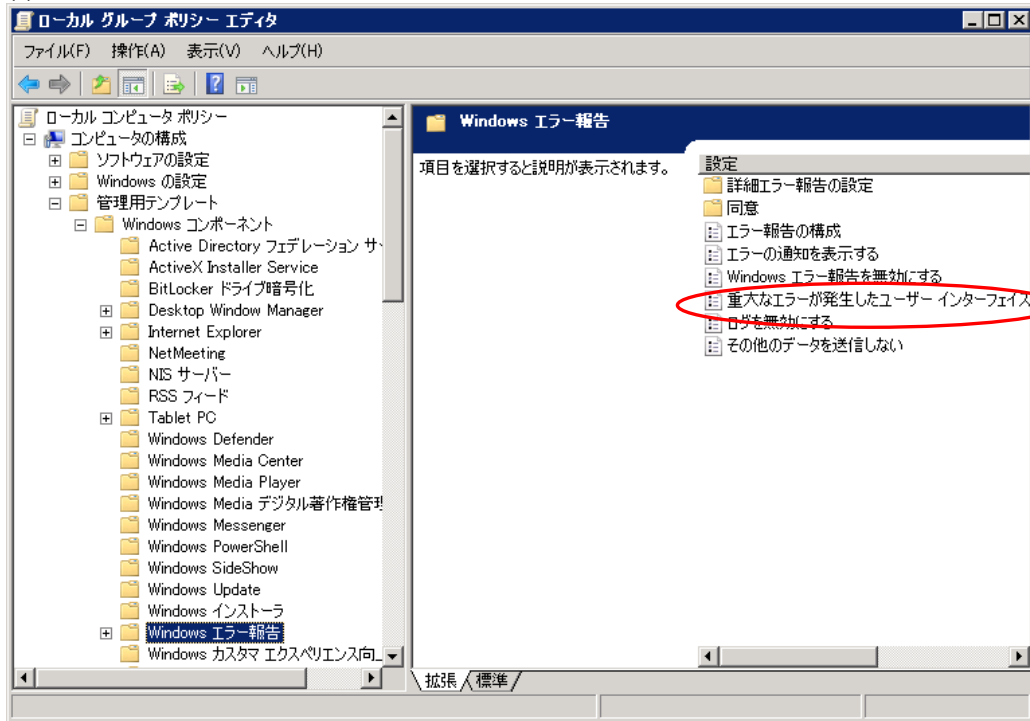 ローカル グループ ポリシー エディタ
ファイル(F) 操作(A) 表示(V) ヘルプ(H)
ローカル コンピュータ ポリシー
コンピュータの構成
ソフトウェアの設定
Windows の設定
管理用テンプレート
Windows コンポーネント
Active Directory フェデレーション サ
ActiveX Installer Service
BitLocker ドライブ暗号化
Desktop Window Manager
Internet Explorer
NetMeeting
NIS サーバー
RSS フィード
Tablet PC
Windows Defender
Windows Media Center
Windows Media Player
Windows Media デジタル著作権管理
Windows Messenger
Windows PowerShell
Windows SideShow
Windows Update
Windows インストーラ
Windows エラー報告
Windows カスタマ エクスペリエンス向
Windows エラー報告
項目を選択すると説明が表示されます。
設定
詳細エラー報告の設定
同意
エラー報告の構成
エラーの通知を表示する
Windows エラー報告を無効にする
重大なエラーが発生したユーザー インターフェイス
ログを無効にする
その他のデータを送信しない
拡張 標準